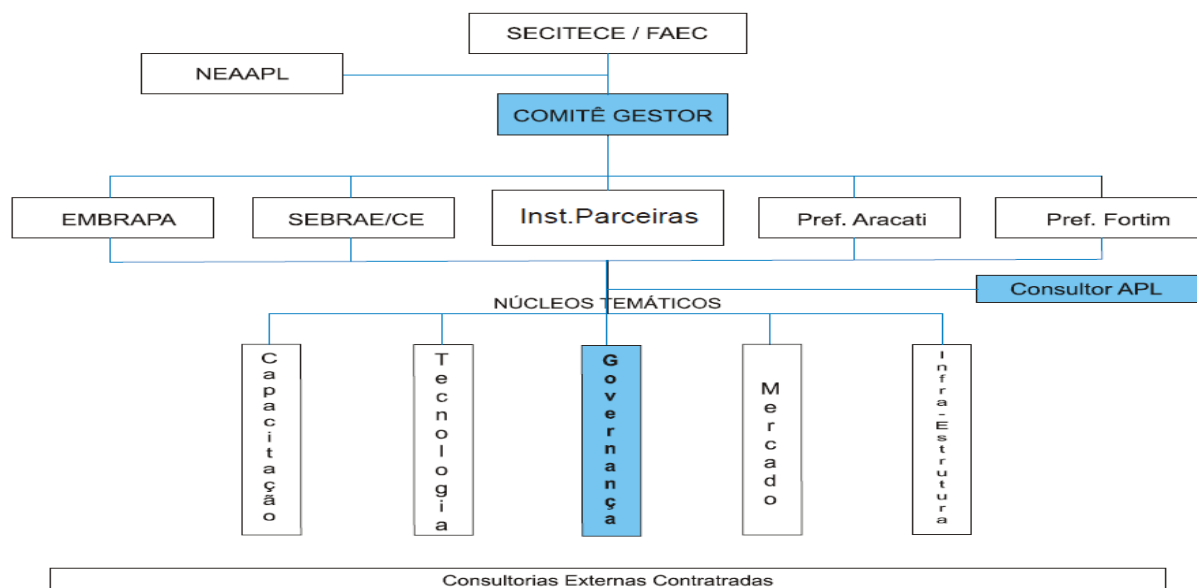 SECITECE / FAEC
NEAAPL
COMITÊ GESTOR
EMBRAPA
SEBRAE/CE
Inst.Parceiras
Pref. Aracati
Pref. Fortim
Consultor APL
NÚCLEOS TEMÁTICOS
Capacitação
Tecnologia
Governança
Mercado
Infra-Estrutura
Consultorias Externas Contratradas